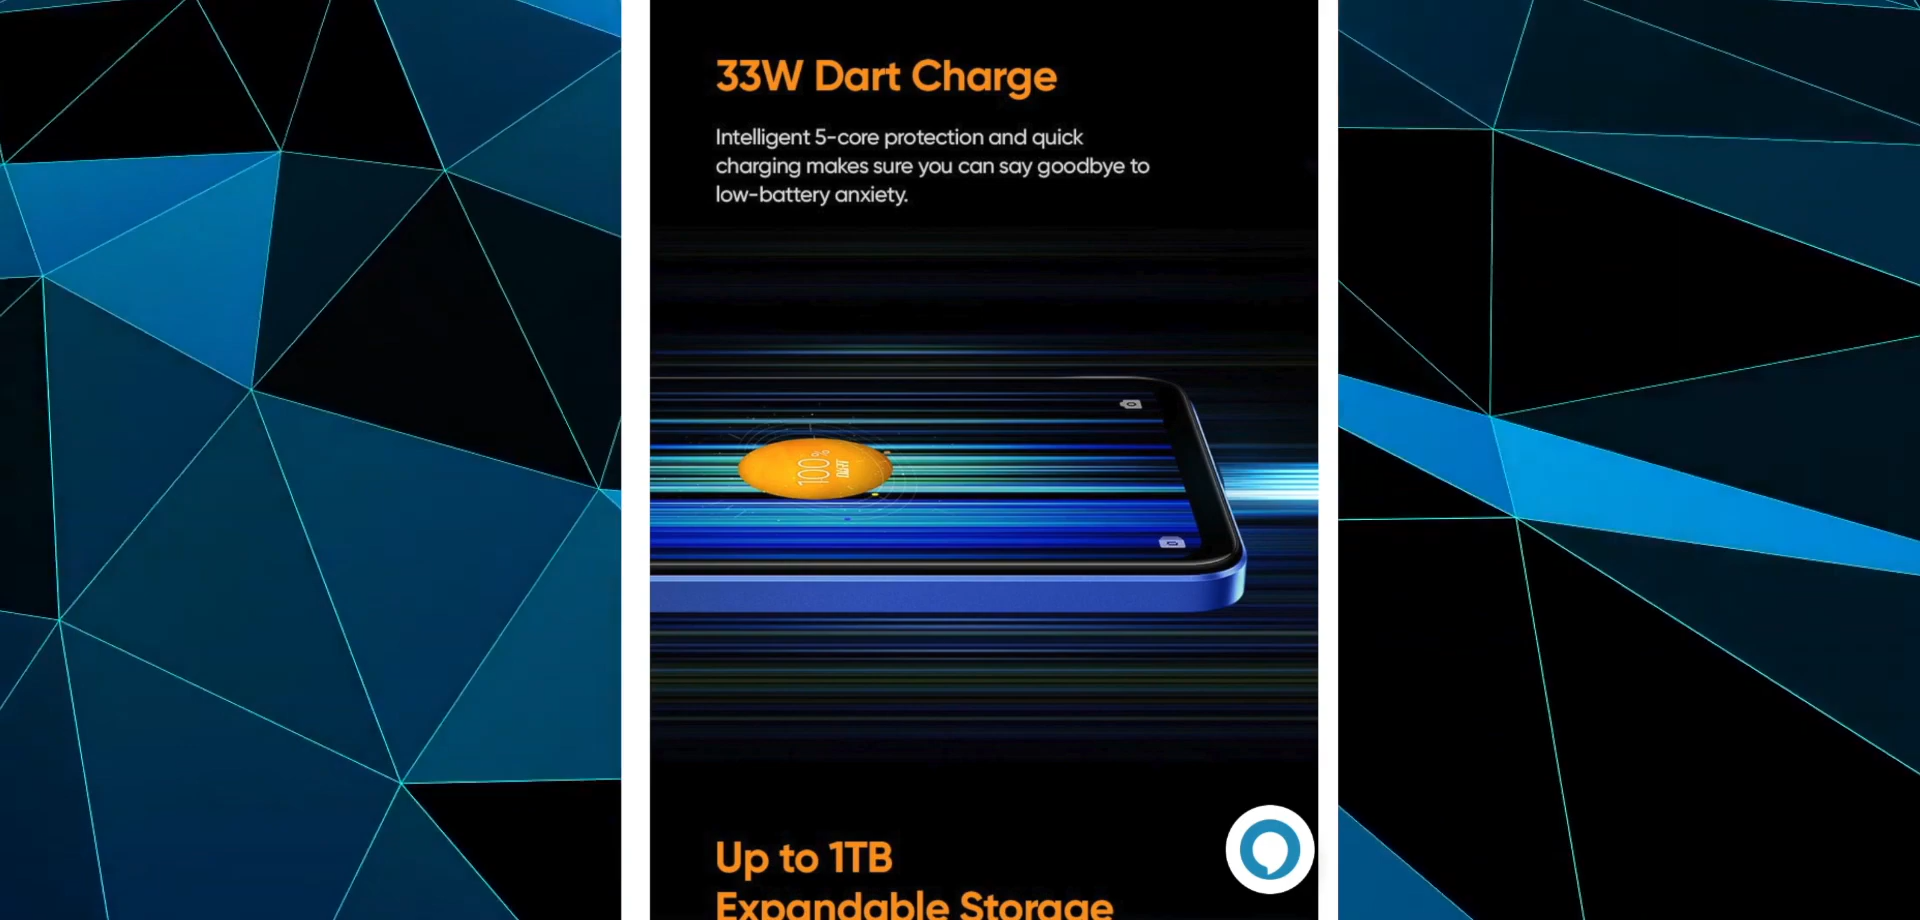 33W Dart Charge
Intelligent 5-core protection and quick
charging makes sure you can say goodbye to
low-battery anxiety.
100%
Up to 1TB
Expandable Storage